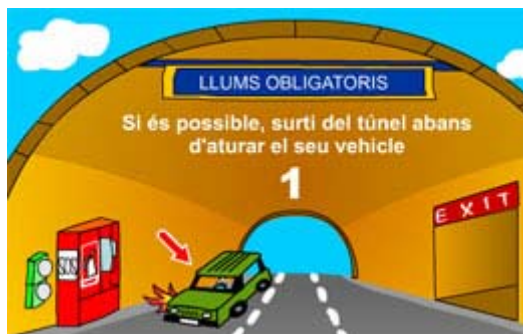 LLUMS OBLIGATORIS
Si és possible, surti del túnel abans
d'aturar el seu vehicle
1
SOS
EXIT